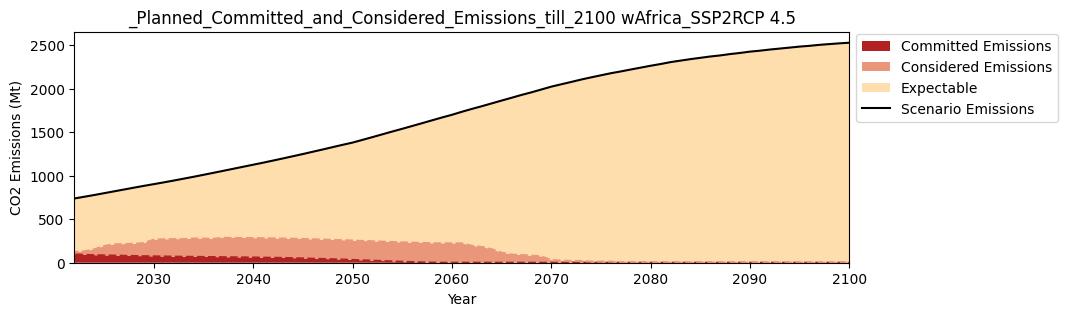 _Planned_Committed_and_Considered_Emissions_till_2100 wAfrica_SSP2RCP 4.5
2500
2000
1500
1000
500
0
CO2 Emissions (Mt)
2030 2040 2050 2060 2070 2080 2090 2100
Year
Committed Emissions
Considered Emissions
Expectable
Scenario Emissions